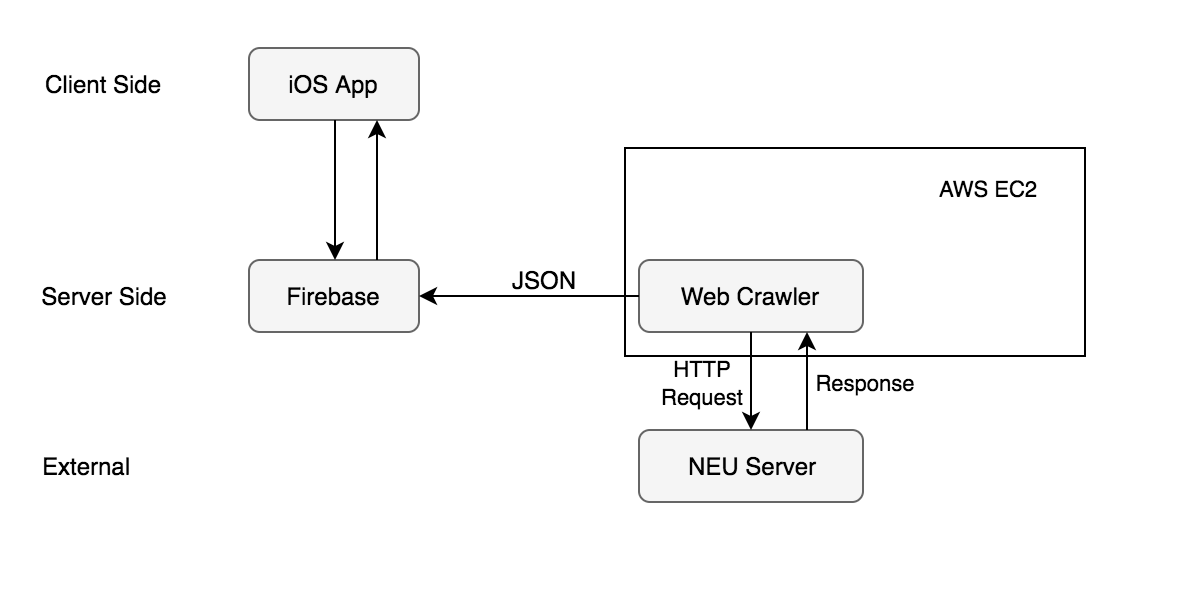 Client Side
iOS App
AWS EC2
Server Side
Firebase
JSON
Web Crawler
HTTP
Request
Response
External
NEU Server